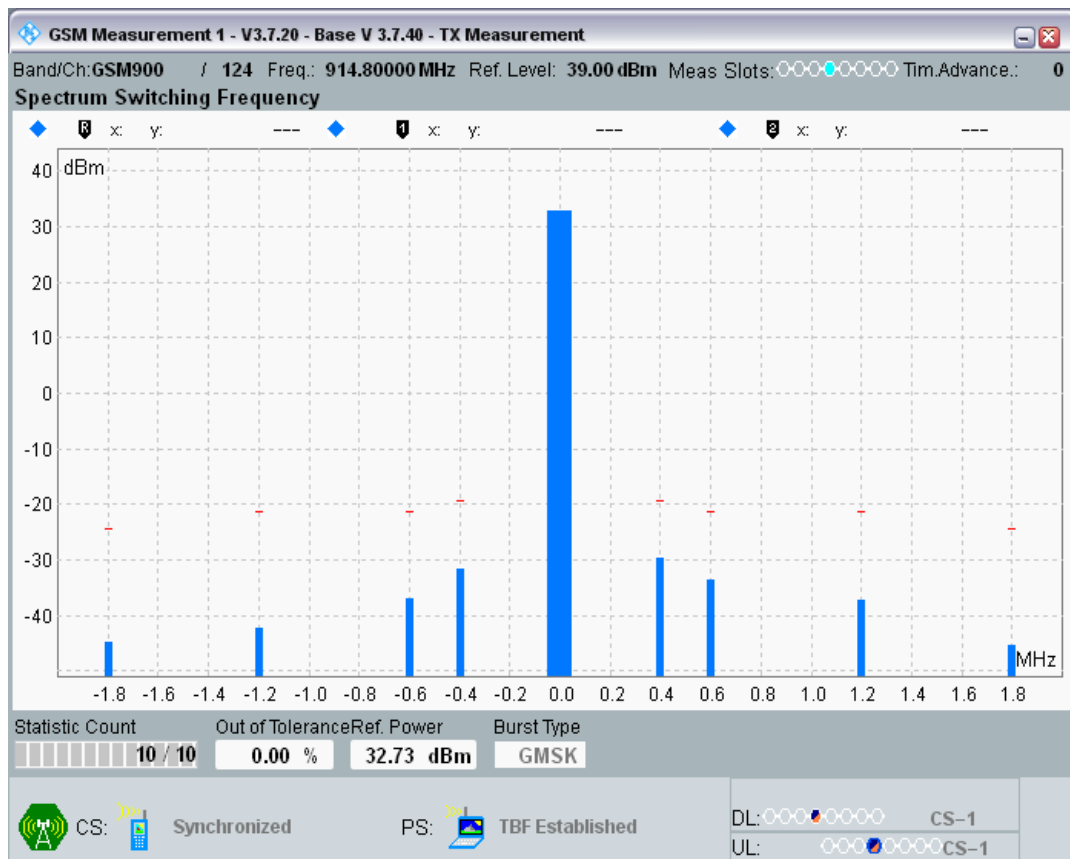 GSM Measurement 1 - V3.7.20 - Base V 3.7.40 - TX Measurement
Band/Ch:GSM900 / 124 Freq.: 914.80000 MHz Ref. Level: 39.00 dBm Meas Slots: Tim.Advance.: 0
Spectrum Switching Frequency
R x: y: --- 1 x: y: --- 2 x: y: ---
dBm
40
30
20
10
0
-10
-20
-30
-40
MHz
-1.8 -1.6 -1.4 -1.2 -1.0 -0.8 -0.6 -0.4 -0.2 0.0 0.2 0.4 0.6 0.8 1.0 1.2 1.4 1.6 1.8
Statistic Count Out of Tolerance Ref. Power Burst Type
10 / 10 0.00 % 32.73 dBm GMSK
CS: Synchronized PS: TBF Established
DL: CS-1
UL: CS-1